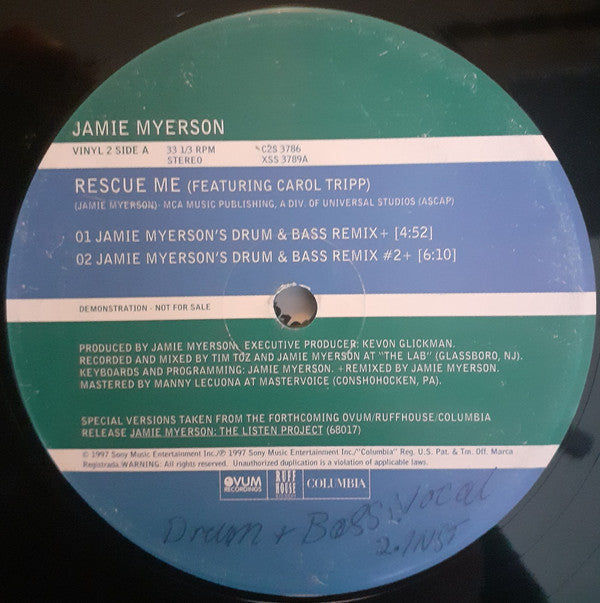 JAMIE MYERSON
VINYL 2 SIDE A 33 1/3 RPM C2S 3786
STEREO XSS 3789A
RESCUE ME (FEATURING CAROL TRIPP)
(JAMIE MYERSON)- MCA MUSIC PUBLISHING, A DIV. OF UNIVERSAL STUDIOS (ASCAP)
01 JAMIE MYERSON'S DRUM & BASS REMIX+ [4:52]
02 JAMIE MYERSON'S DRUM & BASS REMIX #2+ [6:10]
DEMONSTRATION - NOT FOR SALE
PRODUCED BY JAMIE MYERSON. EXECUTIVE PRODUCER: KEVON GLICKMAN.
RECORDED AND MIXED BY TIM TÖZ AND JAMIE MYERSON AT "THE LAB" (GLASSBORO, NJ).
KEYBOARDS AND PROGRAMMING: JAMIE MYERSON. +REMIXED BY JAMIE MYERSON.
MASTERED BY MANNY LECUONA AT MASTERVOICE (CONSHOHOCKEN, PA).
SPECIAL VERSIONS TAKEN FROM THE FORTHCOMING OVUM/RUFFHOUSE/COLUMBIA
RELEASE JAMIE MYERSON: THE LISTEN PROJECT (68017)
© 1997 Sony Music Entertainment Inc./℗ 1997 Sony Music Entertainment Inc./"Columbia" Reg. U.S. Pat. & Tm. Off. Marca
Registrada. WARNING: All rights reserved. Unauthorized duplication is a violation of applicable laws.
OVUM RUFF COLUMBIA
RECORDINGS HOUSE
Drum + Bass Vocal
2. INST